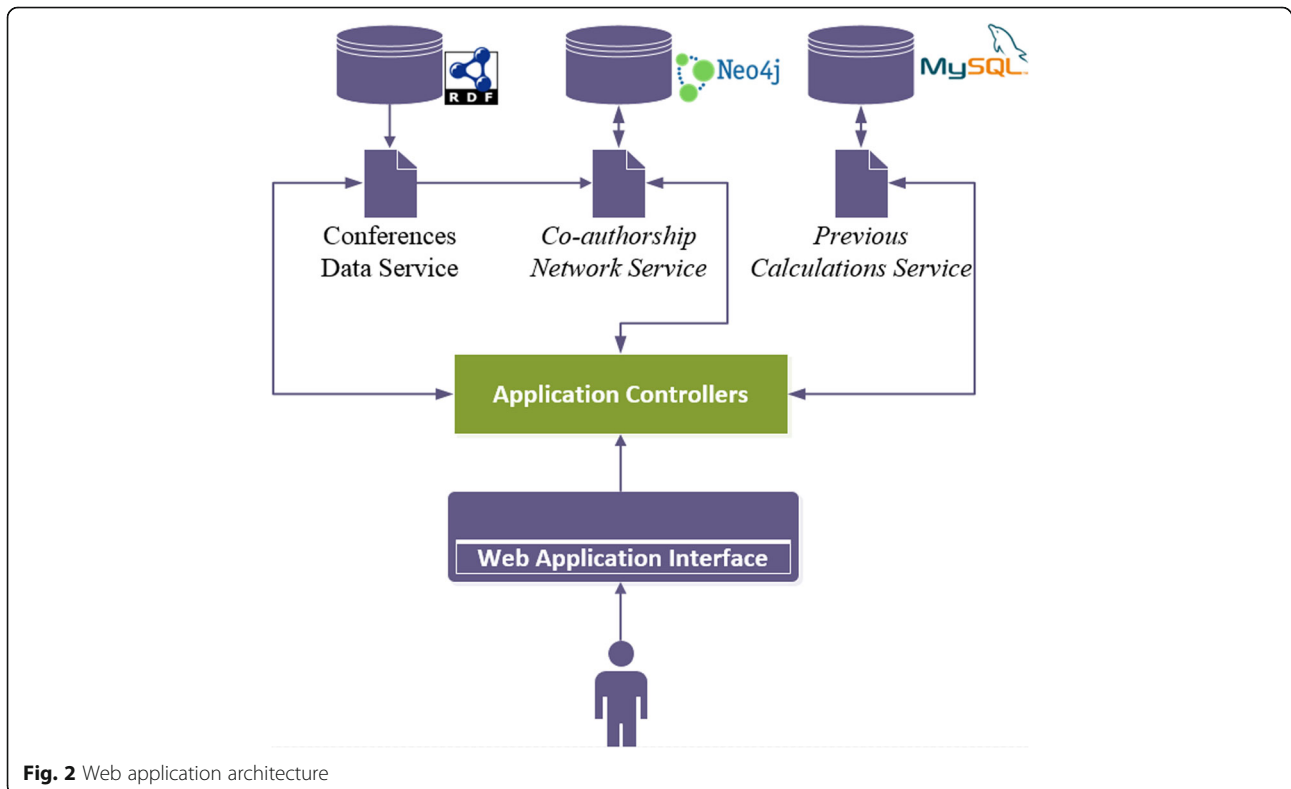 RDF
Neo4j
MySQL
Conferences
Data Service
Co-authorship
Network Service
Previous
Calculations Service
Application Controllers
Web Application Interface
Fig. 2 Web application architecture